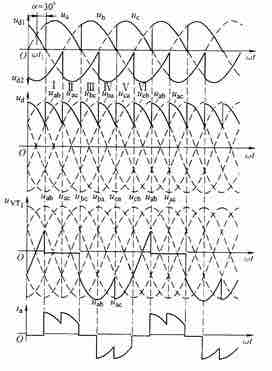 α=30°
u_d1 u_a u_b u_c
O ωt₁ ωt
u_d2 I II III IV V VI
u_d u_ab u_ac u_bc u_ba u_ca u_cb u_ab u_ac
O ωt
u_VT1 u_ab u_ac u_bc u_ba u_ca u_cb u_ab u_ac
O ωt
u_ab u_ac
i_a
O ωt